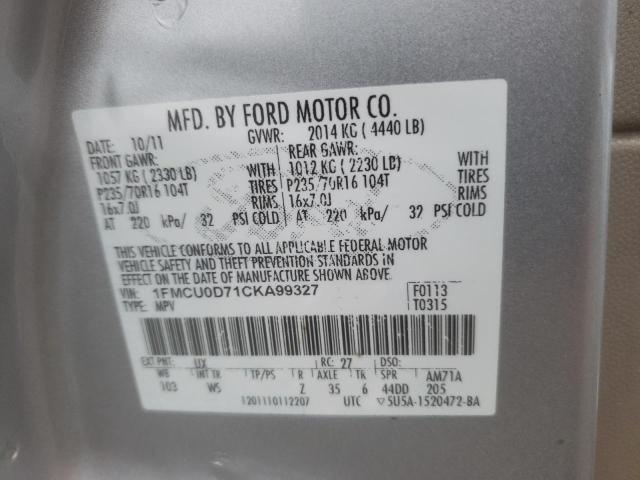 MFD. BY FORD MOTOR CO.
DATE: 10/11 GVWR: 2014 KG ( 4440 LB)
FRONT GAWR: REAR GAWR:
1057 KG ( 2330 LB) WITH 1012 KG ( 2230 LB) WITH
P235/70R16 104T TIRES P235/70R16 104T TIRES
16x7.0J RIMS 16x7.0J RIMS
AT 220 kPa/ 32 PSI COLD AT 220 kPa/ 32 PSI COLD
THIS VEHICLE CONFORMS TO ALL APPLICABLE FEDERAL MOTOR
VEHICLE SAFETY AND THEFT PREVENTION STANDARDS IN
EFFECT ON THE DATE OF MANUFACTURE SHOWN ABOVE.
VIN: 1FMCU0D71CKA99327 F0113
TYPE: MPV T0315
EXT PNT: UX RC: 27 DSO:
WB INT TR TP/PS R AXLE TR SPR AM71A
103 WS Z 35 6 44DD 205
1201110112207 UTC 5U5A-1520472-BA